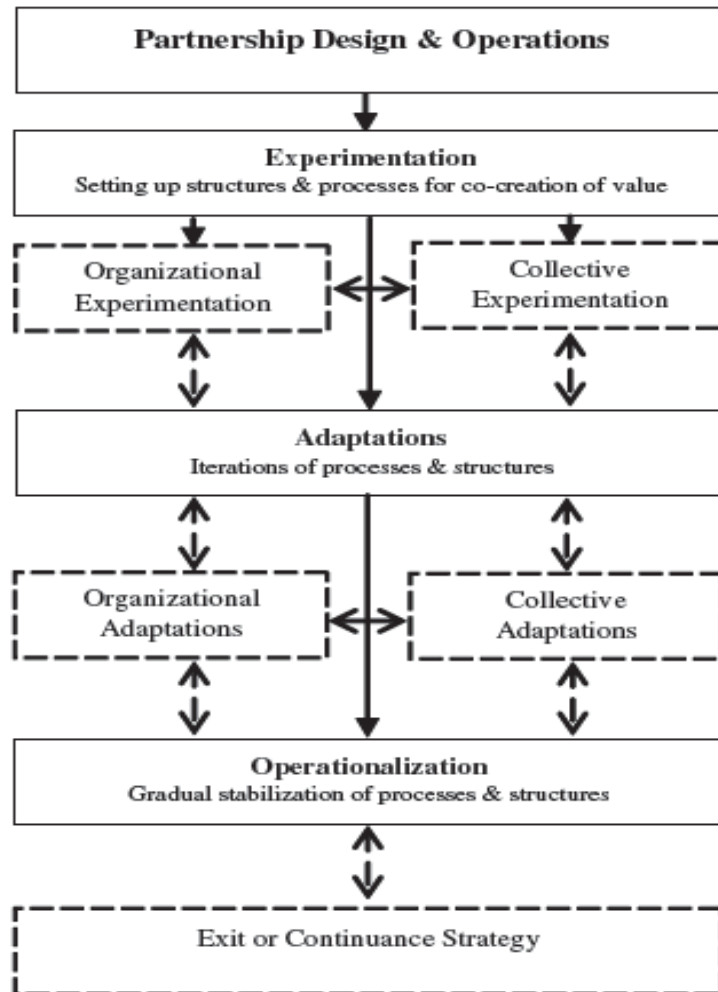 Partnership Design & Operations
Experimentation
Setting up structures & processes for co-creation of value
Organizational
Experimentation
Collective
Experimentation
Adaptations
Iterations of processes & structures
Organizational
Adaptations
Collective
Adaptations
Operationalization
Gradual stabilization of processes & structures
Exit or Continuance Strategy